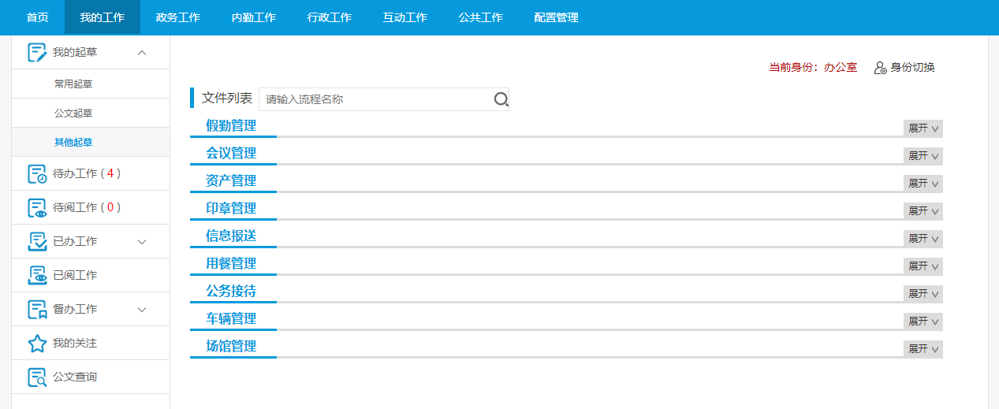 首页 我的工作 政务工作 内勤工作 行政工作 互动工作 公共工作 配置管理
我的起草
常用起草
公文起草
其他起草
待办工作 ( 4 )
待阅工作 ( 0 )
已办工作
已阅工作
督办工作
我的关注
公文查询
当前身份：办公室 身份切换
文件列表 请输入流程名称
假勤管理 展开
会议管理 展开
资产管理 展开
印章管理 展开
信息报送 展开
用餐管理 展开
公务接待 展开
车辆管理 展开
场馆管理 展开